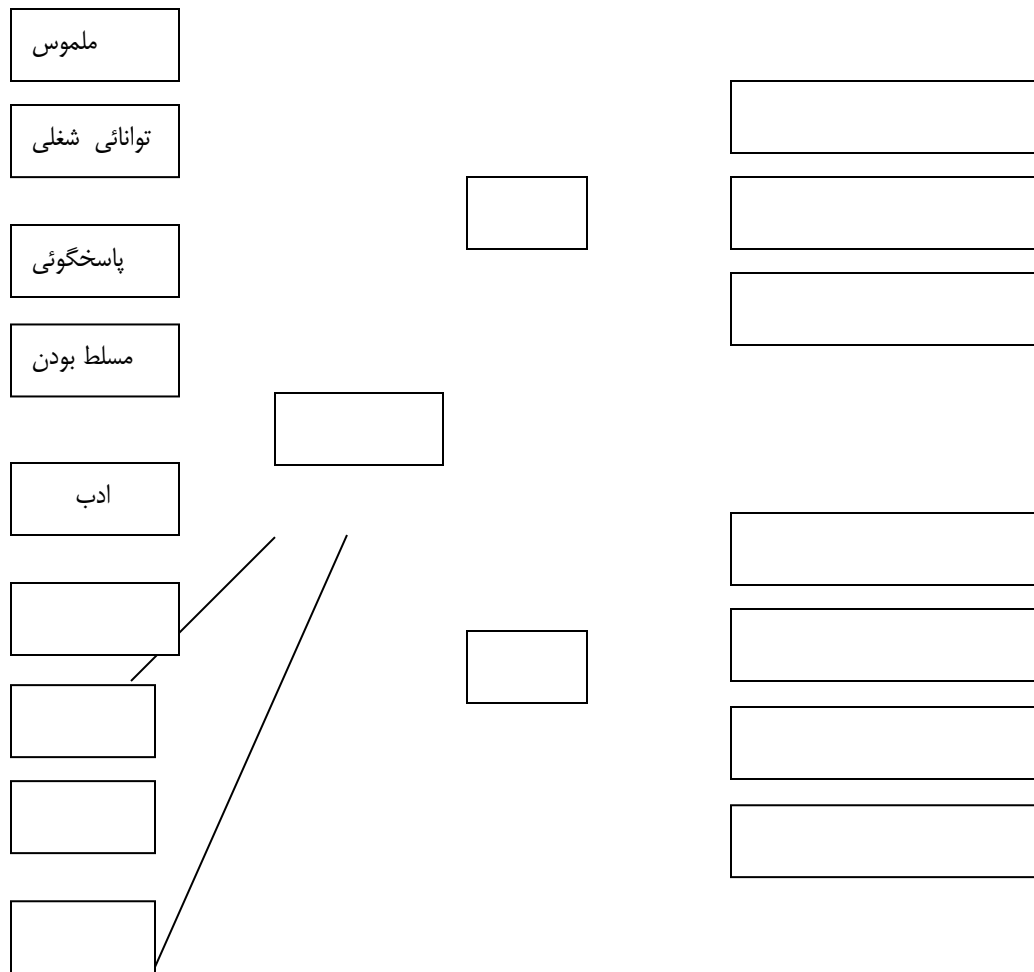 ملموس
توانائی شغلی
پاسخگوئی
مسلط بودن
ادب